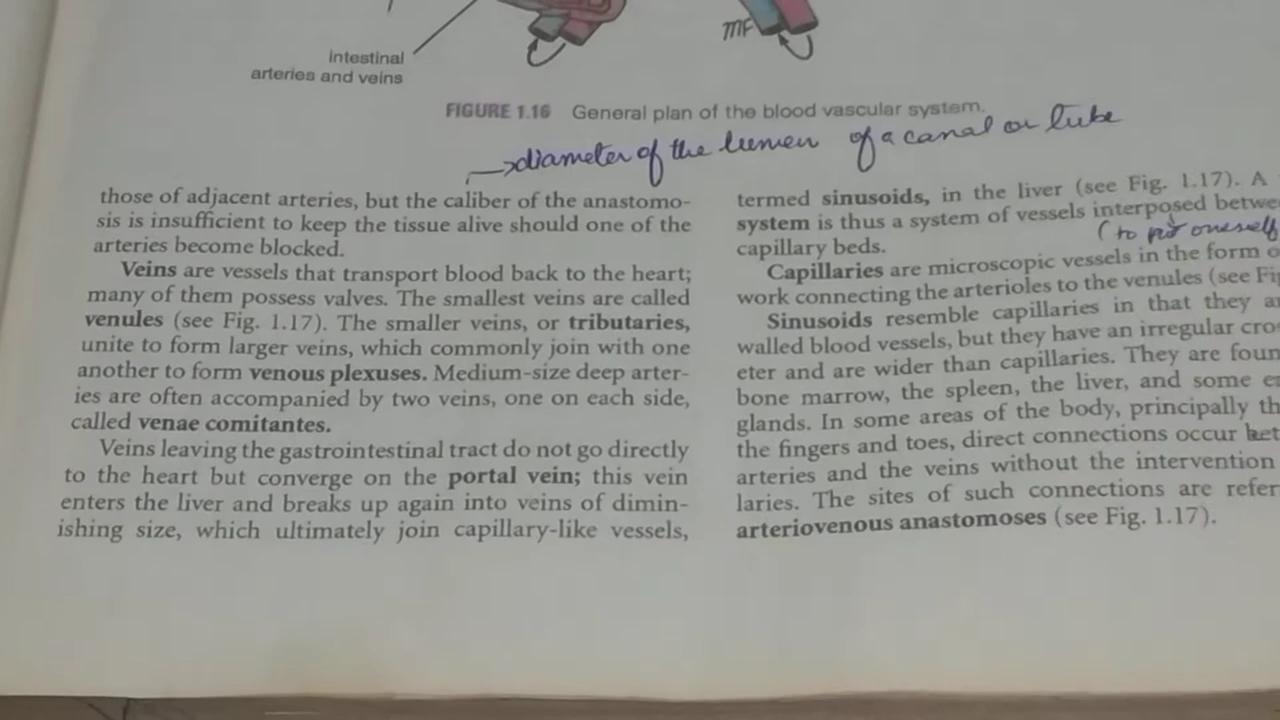 intestinal
arteries and veins
MF
FIGURE 1.16 General plan of the blood vascular system.
→diameter of the lumen of a canal or tube
those of adjacent arteries, but the caliber of the anastomo-
sis is insufficient to keep the tissue alive should one of the
arteries become blocked.
Veins are vessels that transport blood back to the heart;
many of them possess valves. The smallest veins are called
venules (see Fig. 1.17). The smaller veins, or tributaries,
unite to form larger veins, which commonly join with one
another to form venous plexuses. Medium-size deep arter-
ies are often accompanied by two veins, one on each side,
called venae comitantes.
Veins leaving the gastrointestinal tract do not go directly
to the heart but converge on the portal vein; this vein
enters the liver and breaks up again into veins of dimin-
ishing size, which ultimately join capillary-like vessels,
termed sinusoids, in the liver (see Fig. 1.17). A
system is thus a system of vessels interposed betwe
(to put oneself
capillary beds.
Capillaries are microscopic vessels in the form o
work connecting the arterioles to the venules (see Fi
Sinusoids resemble capillaries in that they a
walled blood vessels, but they have an irregular cro
eter and are wider than capillaries. They are foun
bone marrow, the spleen, the liver, and some e
glands. In some areas of the body, principally th
the fingers and toes, direct connections occur bet
arteries and the veins without the intervention
laries. The sites of such connections are refer
arteriovenous anastomoses (see Fig. 1.17).